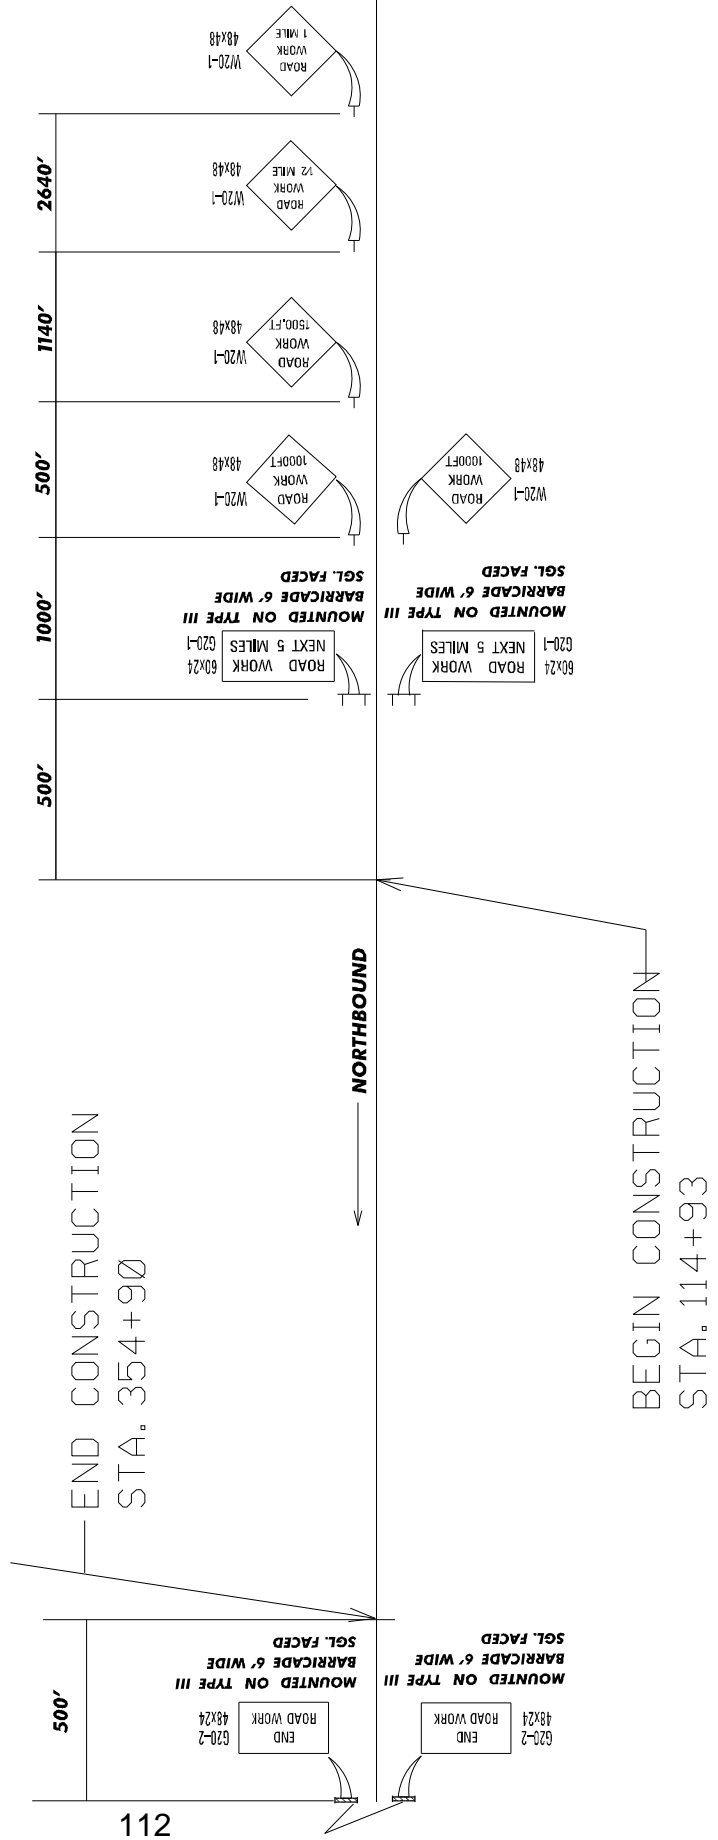 48x48
W20-1
ROAD
WORK
1 MILE
2640'
48x48
W20-1
ROAD
WORK
1/2 MILE
1140'
48x48
W20-1
ROAD
WORK
1500.FT
500'
48x48
W20-1
ROAD
WORK
1000FT
ROAD
WORK
1000FT
W20-1
48x48
1000'
MOUNTED ON TYPE III
BARRICADE 6' WIDE
SGL. FACED
G20-1
60x24
ROAD WORK
NEXT 5 MILES
MOUNTED ON TYPE III
BARRICADE 6' WIDE
SGL. FACED
ROAD WORK
NEXT 5 MILES
G20-1
60x24
500'
NORTHBOUND
BEGIN CONSTRUCTION
STA. 114+93
END CONSTRUCTION
STA. 354+90
500'
MOUNTED ON TYPE III
BARRICADE 6' WIDE
SGL. FACED
G20-2
48x24
END
ROAD WORK
MOUNTED ON TYPE III
BARRICADE 6' WIDE
SGL. FACED
END
ROAD WORK
G20-2
48x24
112